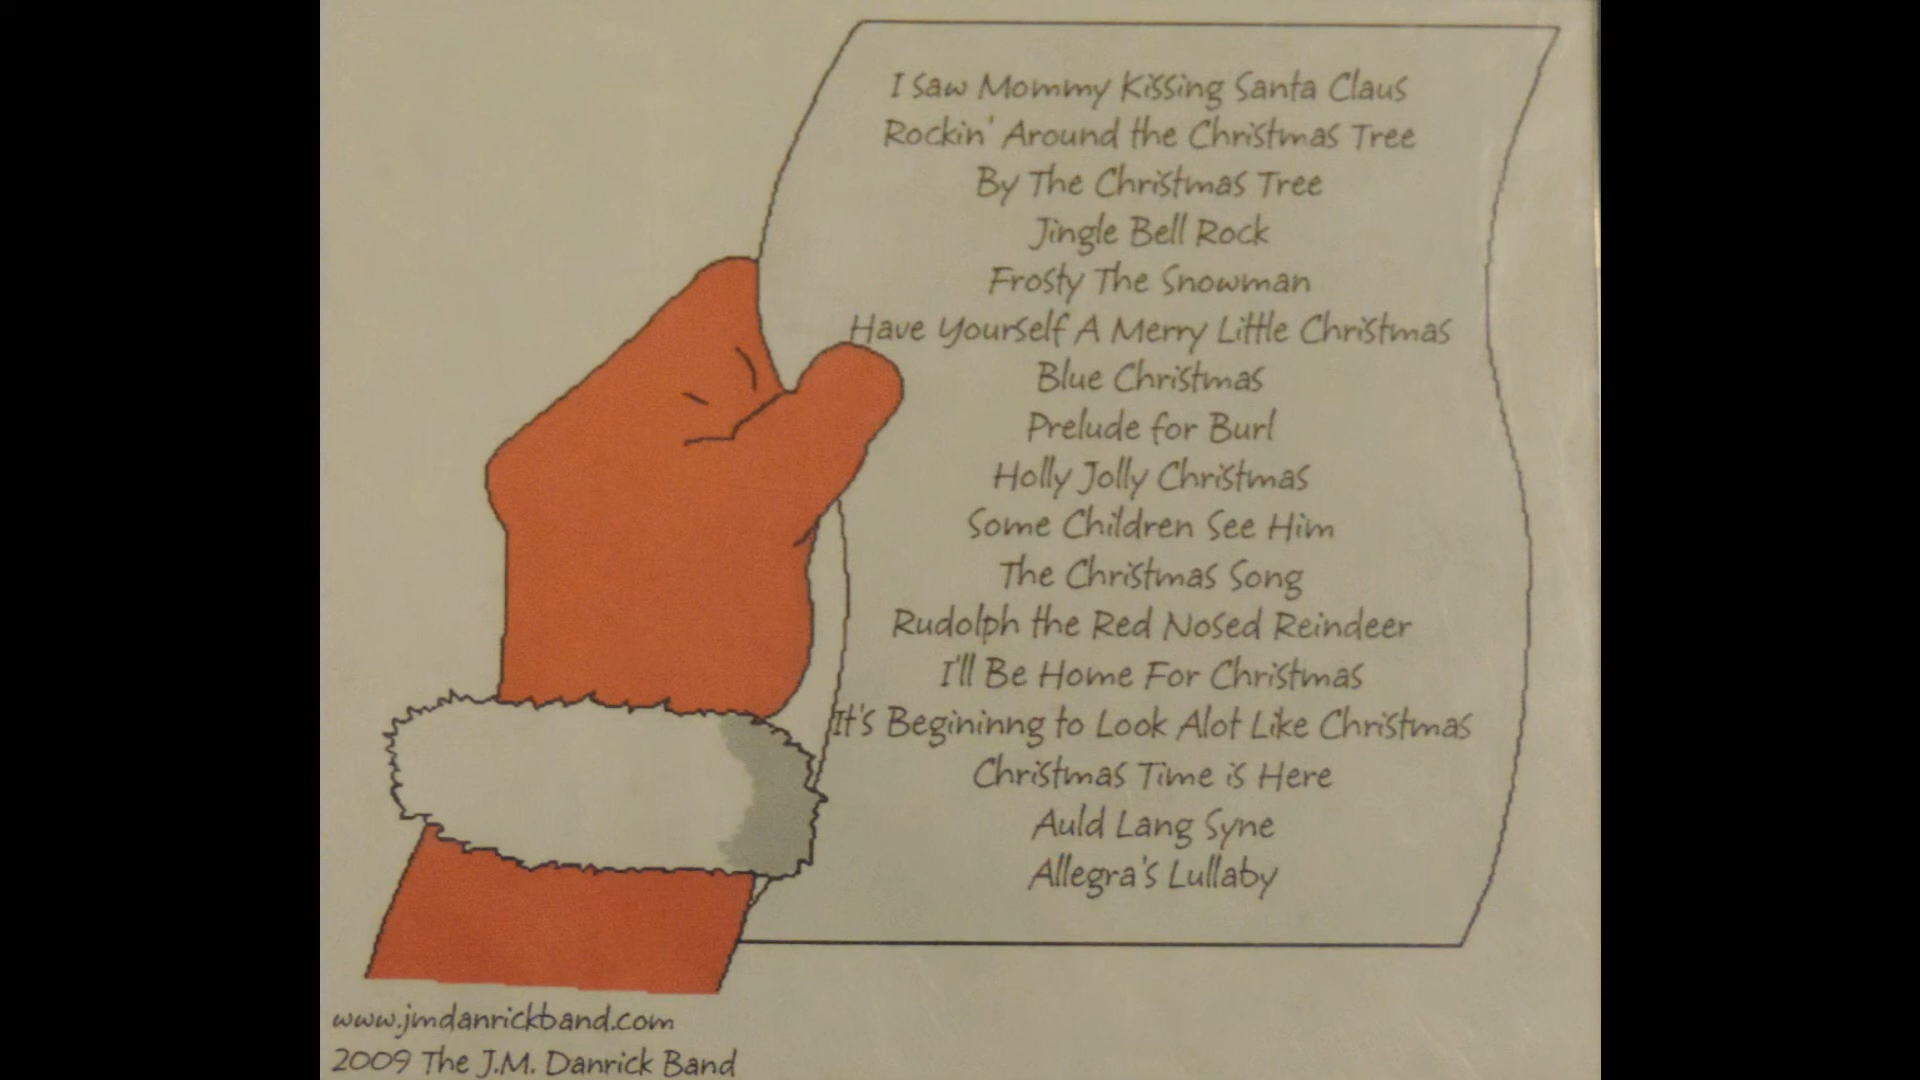 I Saw Mommy Kissing Santa Claus
Rockin' Around the Christmas Tree
By The Christmas Tree
Jingle Bell Rock
Frosty The Snowman
Have Yourself A Merry Little Christmas
Blue Christmas
Prelude for Burl
Holly Jolly Christmas
Some Children See Him
The Christmas Song
Rudolph the Red Nosed Reindeer
I'll Be Home For Christmas
It's Begininng to Look Alot Like Christmas
Christmas Time is Here
Auld Lang Syne
Allegra's Lullaby
www.jmdanrickband.com
2009 The J.M. Danrick Band